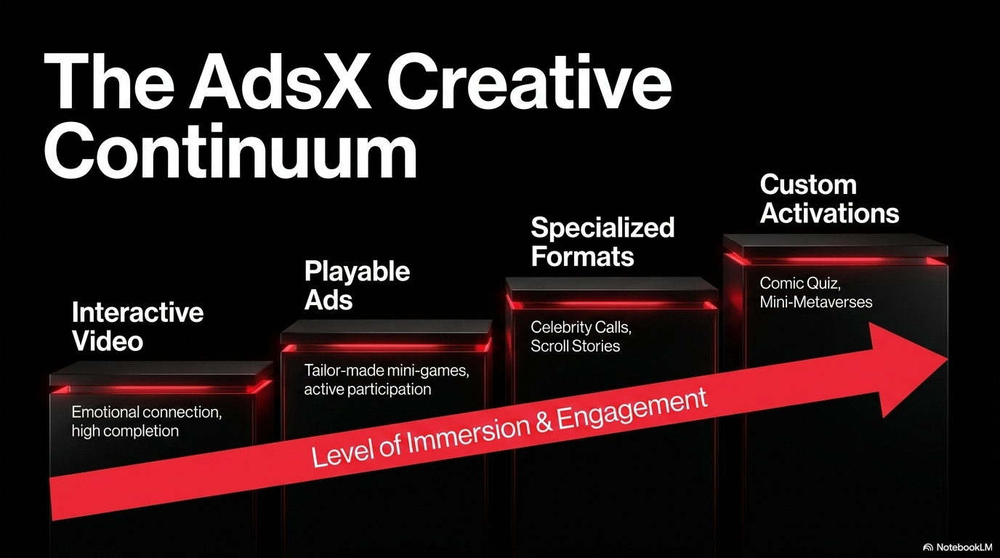 The AdsX Creative
Continuum
Interactive
Video
Emotional connection,
high completion
Playable
Ads
Tailor-made mini-games,
active participation
Specialized
Formats
Celebrity Calls,
Scroll Stories
Custom
Activations
Comic Quiz,
Mini-Metaverses
Level of Immersion & Engagement
NotebookLM